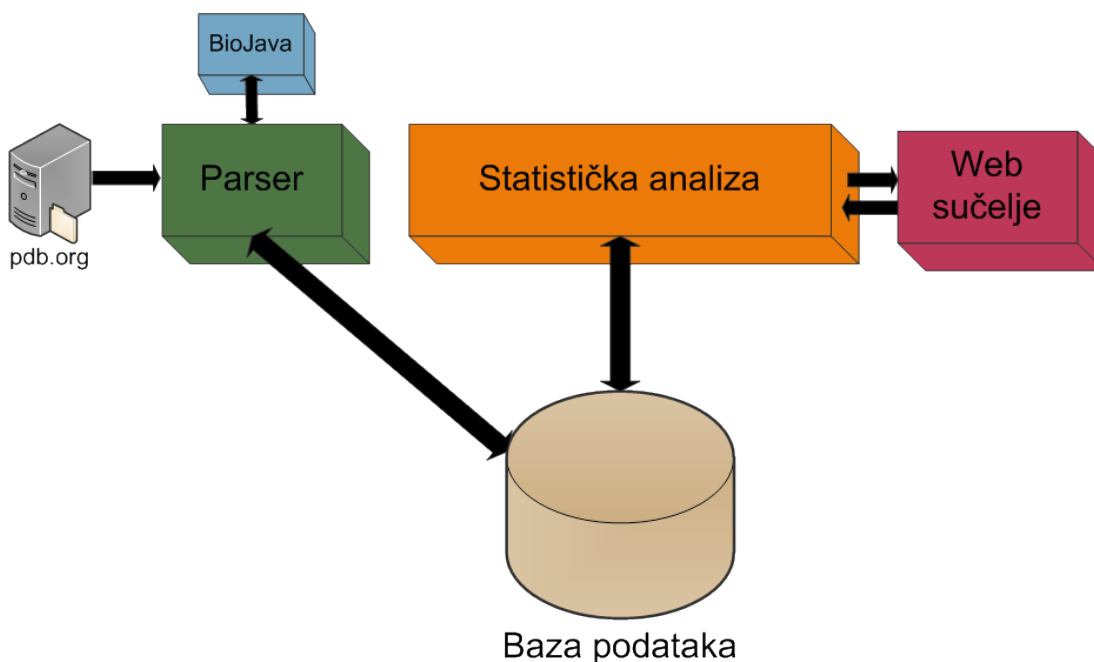 BioJava
Parser
Statistička analiza
Web
sučelje
pdb.org
Baza podataka